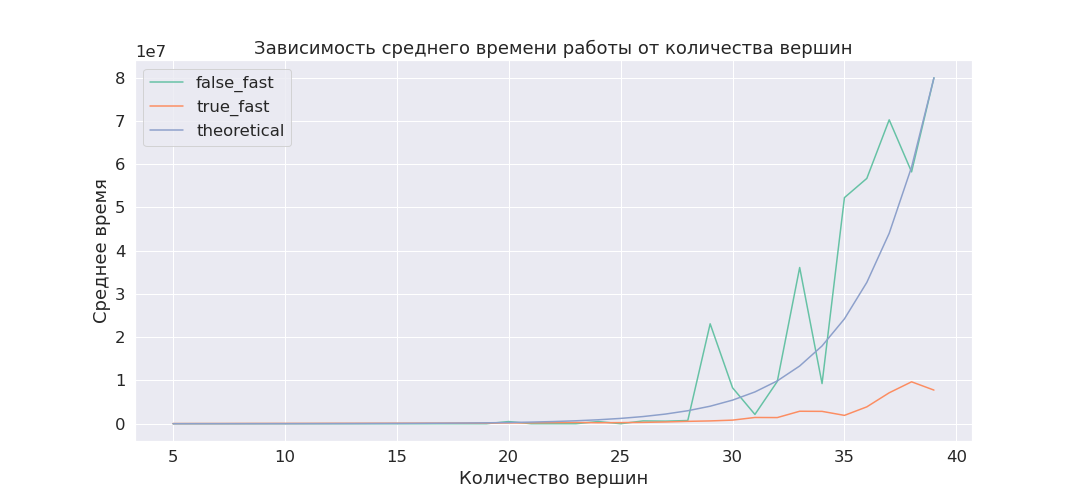 Зависимость среднего времени работы от количества вершин
1e7
false_fast
true_fast
theoretical
8
7
6
5
4
3
2
1
0
Среднее время
5 10 15 20 25 30 35 40
Количество вершин